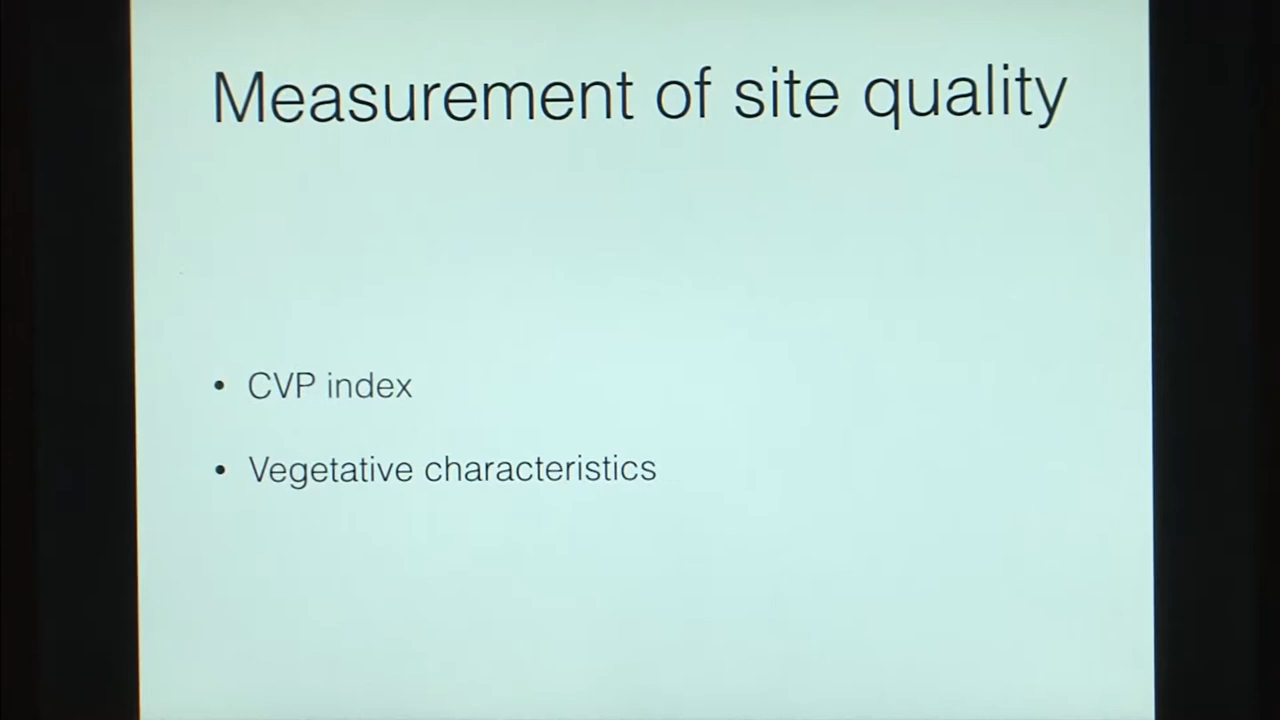 Measurement of site quality
• CVP index
• Vegetative characteristics